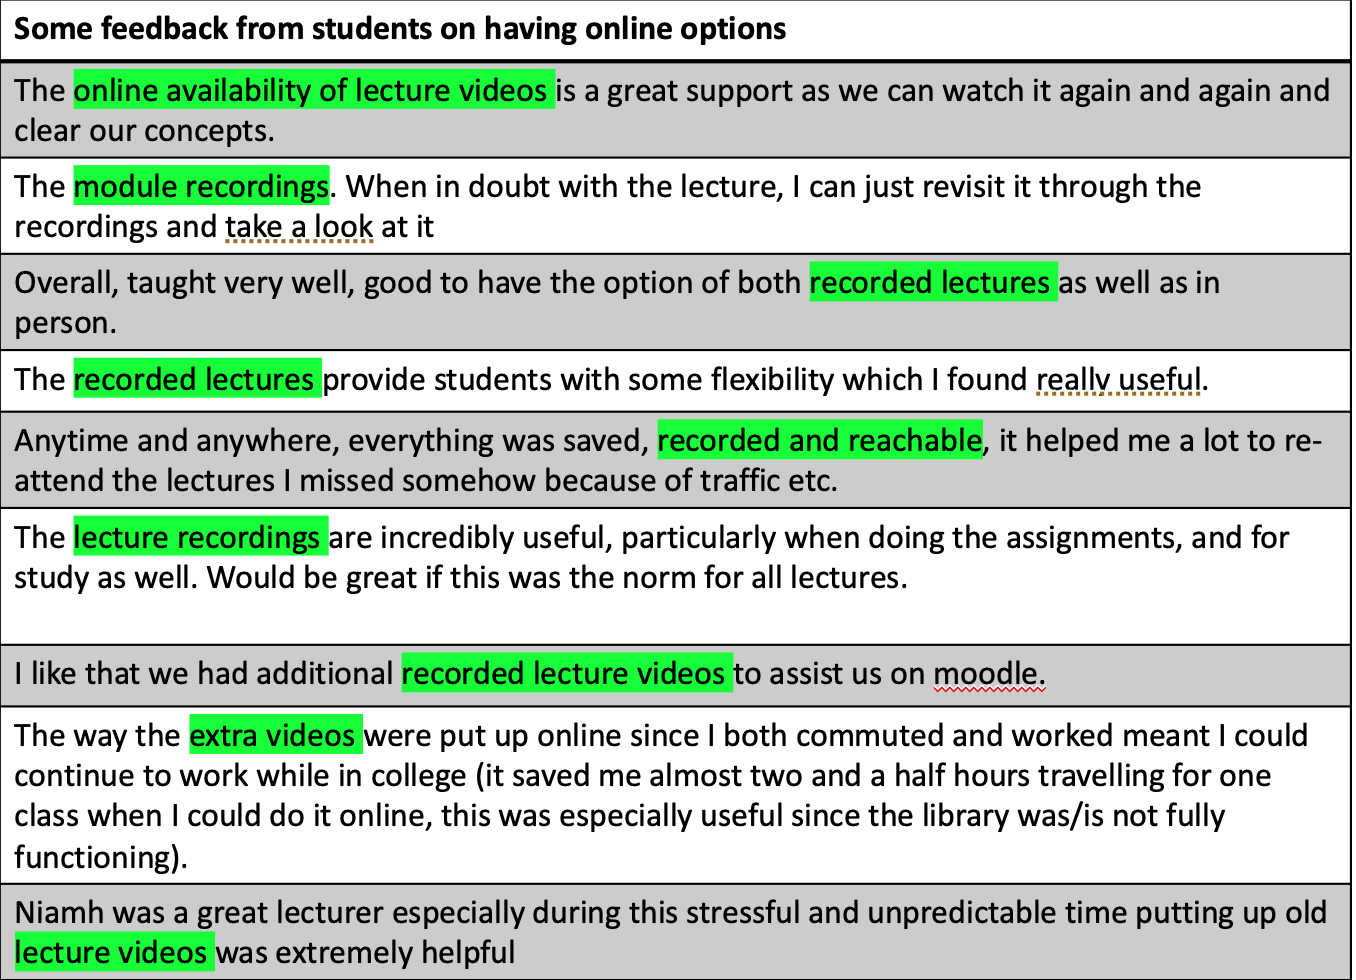 Some feedback from students on having online options
The online availability of lecture videos is a great support as we can watch it again and again and
clear our concepts.
The module recordings. When in doubt with the lecture, I can just revisit it through the
recordings and take a look at it
Overall, taught very well, good to have the option of both recorded lectures as well as in
person.
The recorded lectures provide students with some flexibility which I found really useful.
Anytime and anywhere, everything was saved, recorded and reachable, it helped me a lot to re-
attend the lectures I missed somehow because of traffic etc.
The lecture recordings are incredibly useful, particularly when doing the assignments, and for
study as well. Would be great if this was the norm for all lectures.
I like that we had additional recorded lecture videos to assist us on moodle.
The way the extra videos were put up online since I both commuted and worked meant I could
continue to work while in college (it saved me almost two and a half hours travelling for one
class when I could do it online, this was especially useful since the library was/is not fully
functioning).
Niamh was a great lecturer especially during this stressful and unpredictable time putting up old
lecture videos was extremely helpful